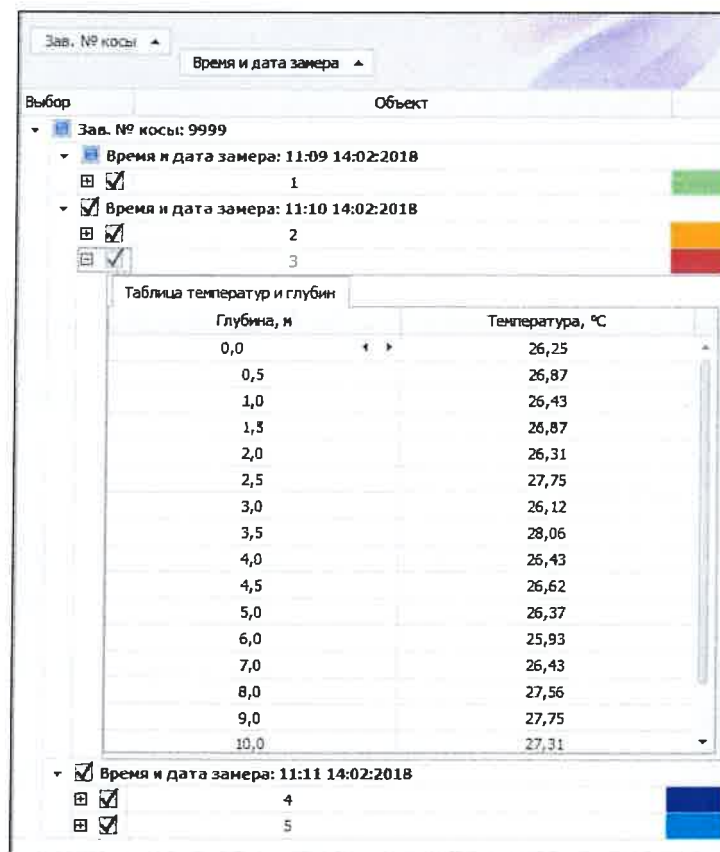 Зав. № косы
Время и дата замера
Выбор Объект
Зав. № косы: 9999
Время и дата замера: 11:09 14:02:2018
1
Время и дата замера: 11:10 14:02:2018
2
3
Таблица температур и глубин
Глубина, м Температура, °C
0,0 26,25
0,5 26,87
1,0 26,43
1,5 26,87
2,0 26,31
2,5 27,75
3,0 26,12
3,5 28,06
4,0 26,43
4,5 26,62
5,0 26,37
6,0 25,93
7,0 26,43
8,0 27,56
9,0 27,75
10,0 27,31
Время и дата замера: 11:11 14:02:2018
4
5